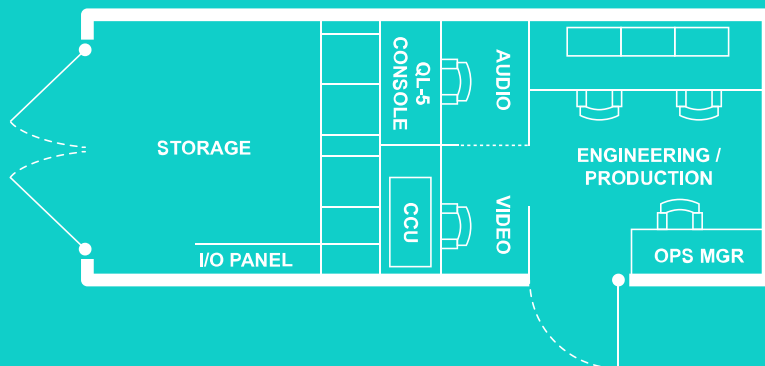 STORAGE
I/O PANEL
QL-5
CONSOLE
CCU
AUDIO
VIDEO
ENGINEERING /
PRODUCTION
OPS MGR